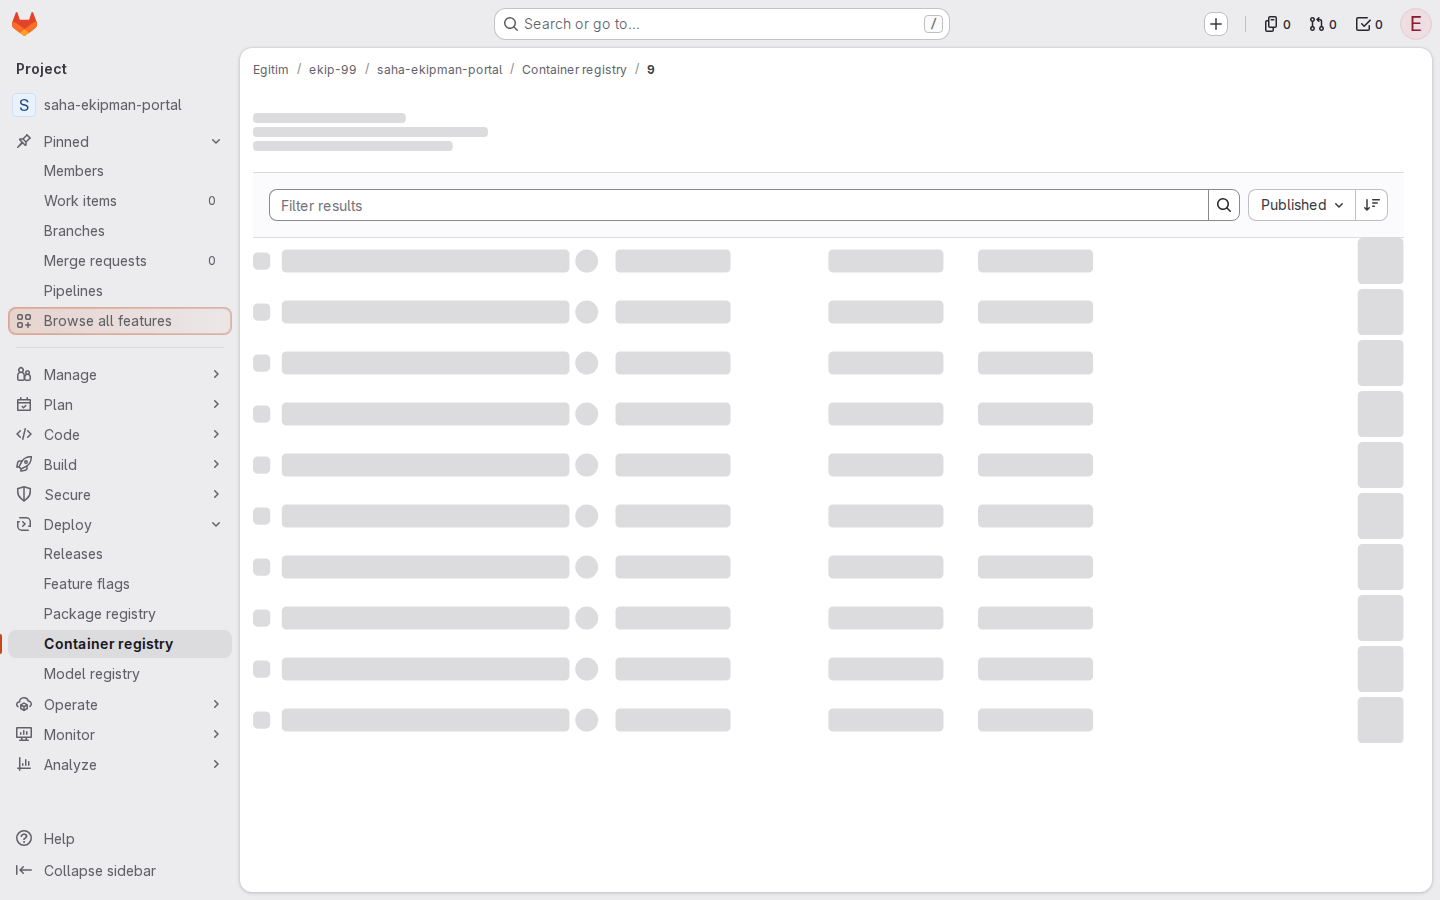 Search or go to...
/
0
0
0
E
Project
S
saha-ekipman-portal
Pinned
Members
Work items 0
Branches
Merge requests 0
Pipelines
Browse all features
Manage
Plan
Code
Build
Secure
Deploy
Releases
Feature flags
Package registry
Container registry
Model registry
Operate
Monitor
Analyze
Help
Collapse sidebar
Egitim / ekip-99 / saha-ekipman-portal / Container registry / 9
Filter results
Published